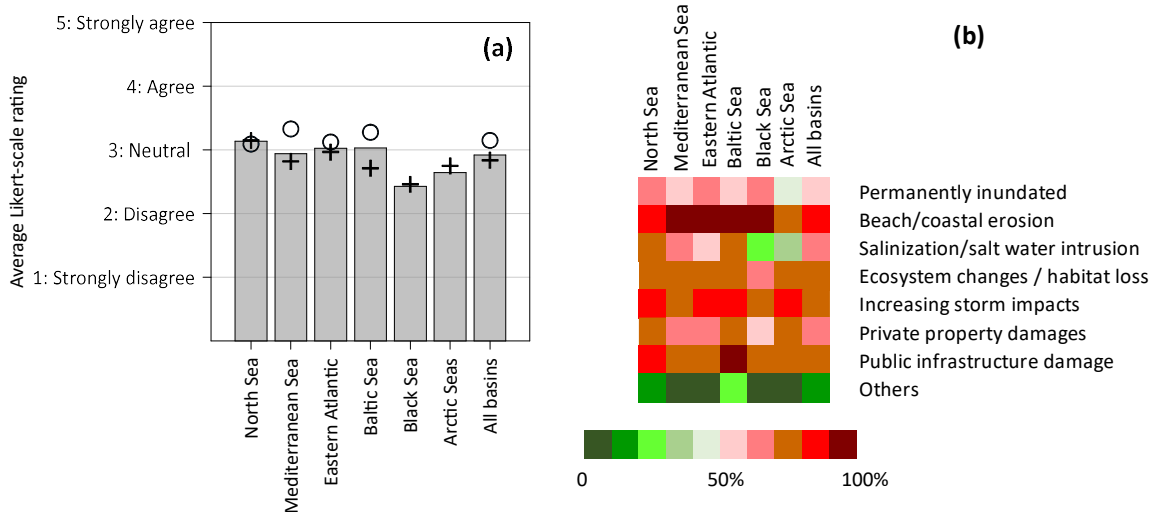 5: Strongly agree
(a)
4: Agree
3: Neutral
2: Disagree
1: Strongly disagree
Average Likert-scale rating
North Sea
Mediterranean Sea
Eastern Atlantic
Baltic Sea
Black Sea
Arctic Seas
All basins
(b)
North Sea
Mediterranean Sea
Eastern Atlantic
Baltic Sea
Black Sea
Arctic Sea
All basins
Permanently inundated
Beach/coastal erosion
Salinization/salt water intrusion
Ecosystem changes / habitat loss
Increasing storm impacts
Private property damages
Public infrastructure damage
Others
0 50% 100%